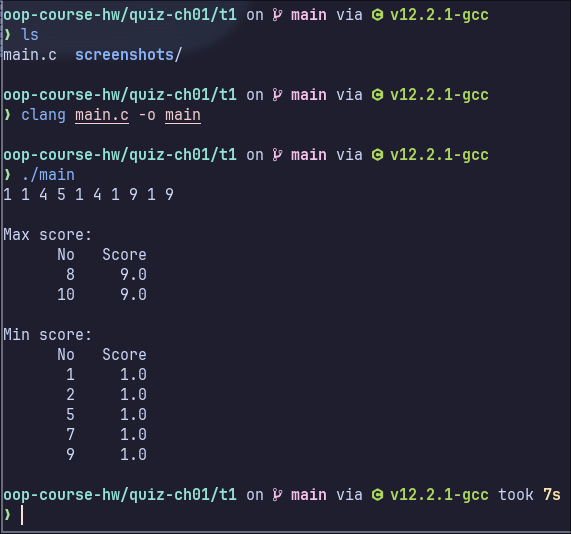 oop-course-hw/quiz-ch01/t1 on main via C v12.2.1-gcc
❯ ls
main.c  screenshots/

oop-course-hw/quiz-ch01/t1 on main via C v12.2.1-gcc
❯ clang main.c -o main

oop-course-hw/quiz-ch01/t1 on main via C v12.2.1-gcc
❯ ./main
1 1 4 5 1 4 1 9 1 9

Max score:
      No   Score
       8     9.0
      10     9.0

Min score:
      No   Score
       1     1.0
       2     1.0
       5     1.0
       7     1.0
       9     1.0

oop-course-hw/quiz-ch01/t1 on main via C v12.2.1-gcc took 7s
❯